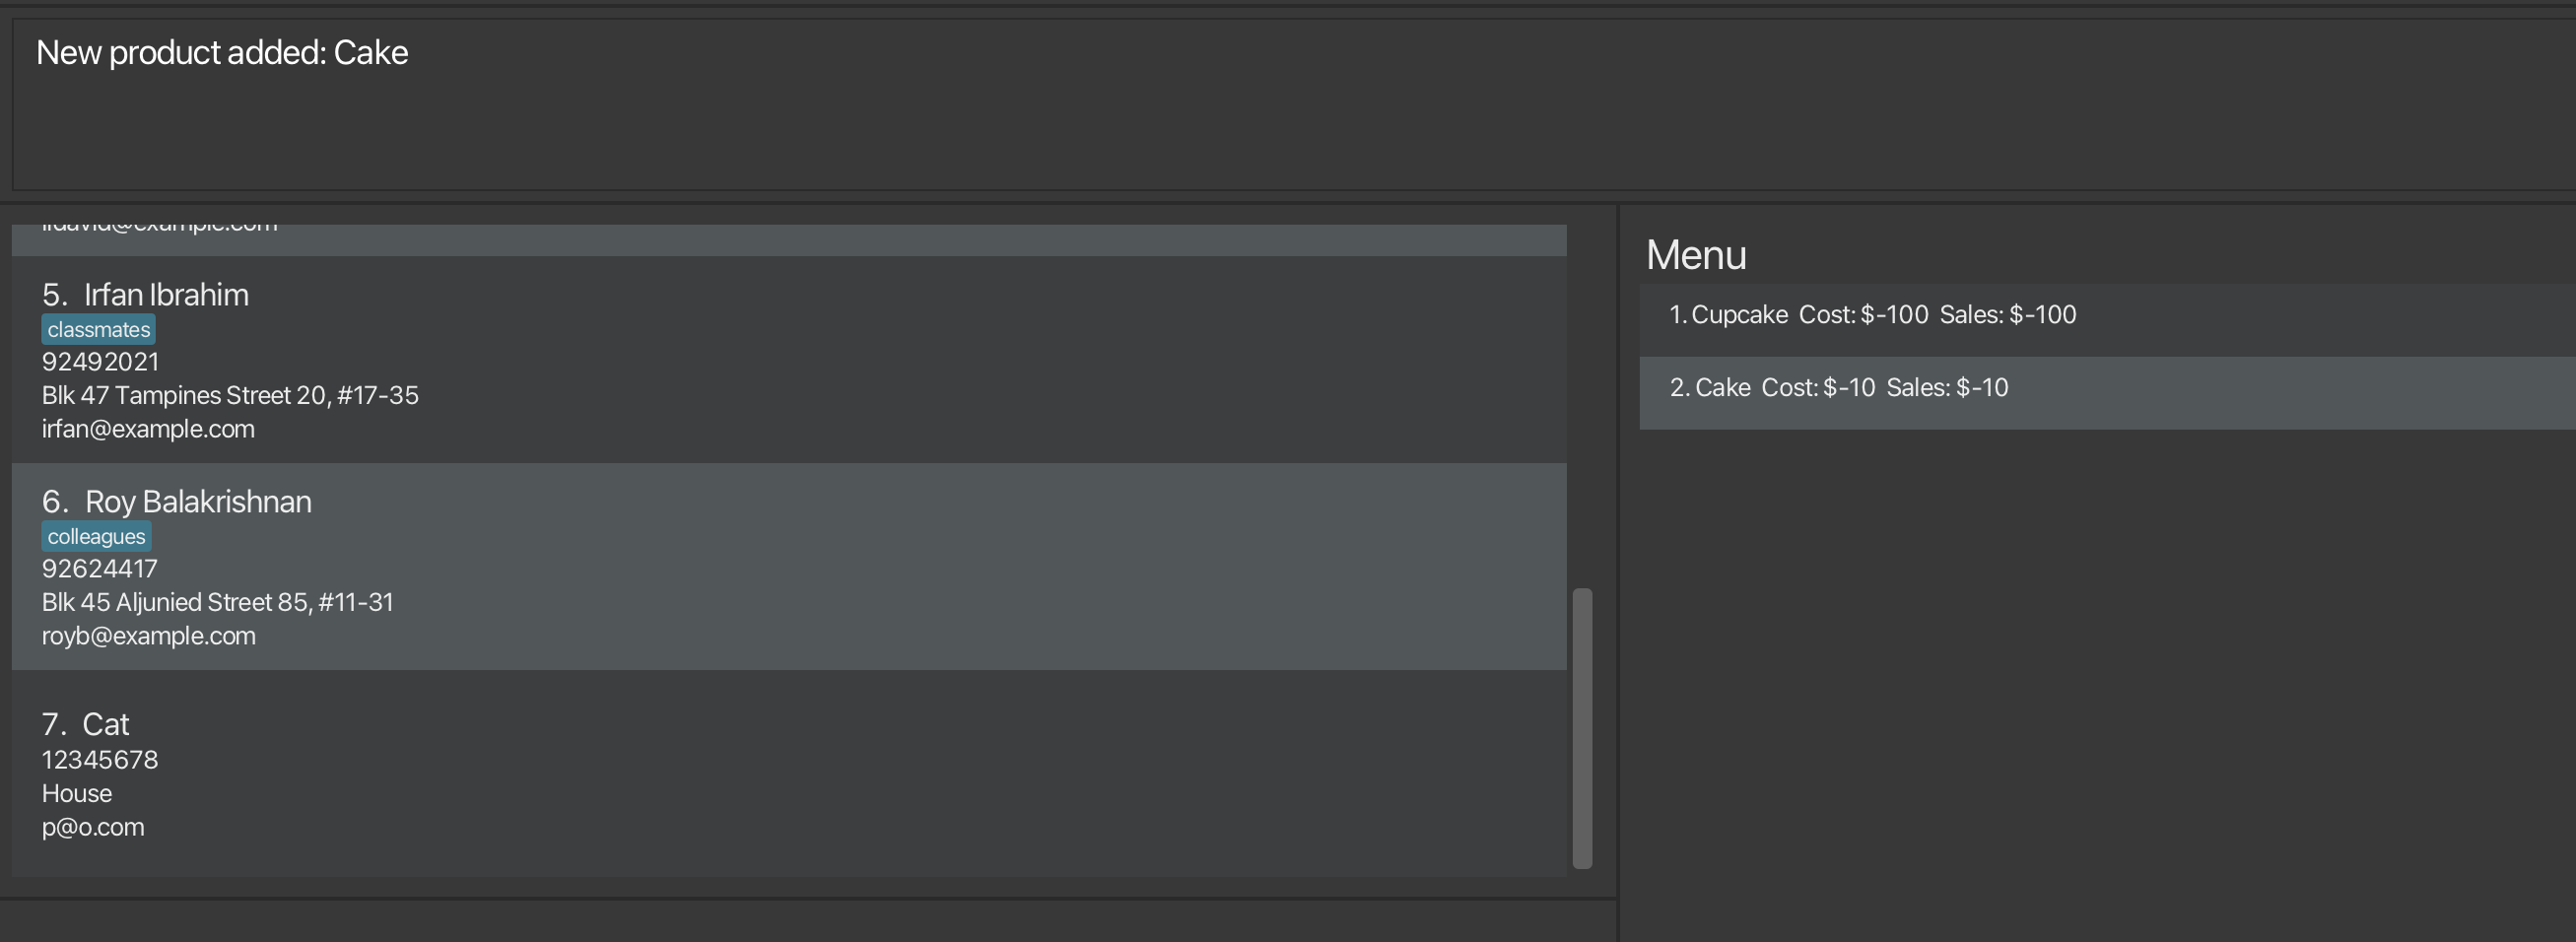 New product added: Cake
5. Irfan Ibrahim
classmates
92492021
Blk 47 Tampines Street 20, #17-35
irfan@example.com
6. Roy Balakrishnan
colleagues
92624417
Blk 45 Aljunied Street 85, #11-31
royb@example.com
7. Cat
12345678
House
p@o.com
Menu
1. Cupcake Cost: $-100 Sales: $-100
2. Cake Cost: $-10 Sales: $-10